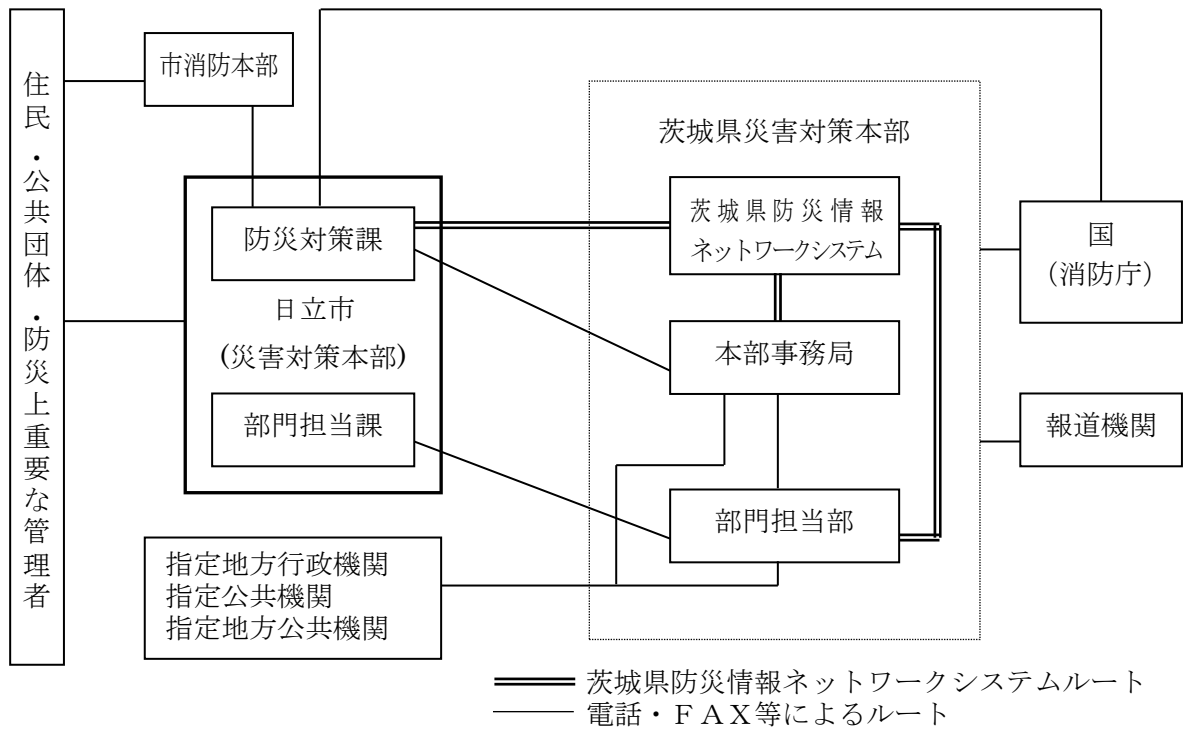 住民・公共団体・防災上重要な管理者
市消防本部
防災対策課
日立市
(災害対策本部)
部門担当課
指定地方行政機関
指定公共機関
指定地方公共機関
茨城県災害対策本部
茨城県防災情報
ネットワークシステム
本部事務局
部門担当部
国
(消防庁)
報道機関
茨城県防災情報ネットワークシステムルート
電話・ＦＡＸ等によるルート